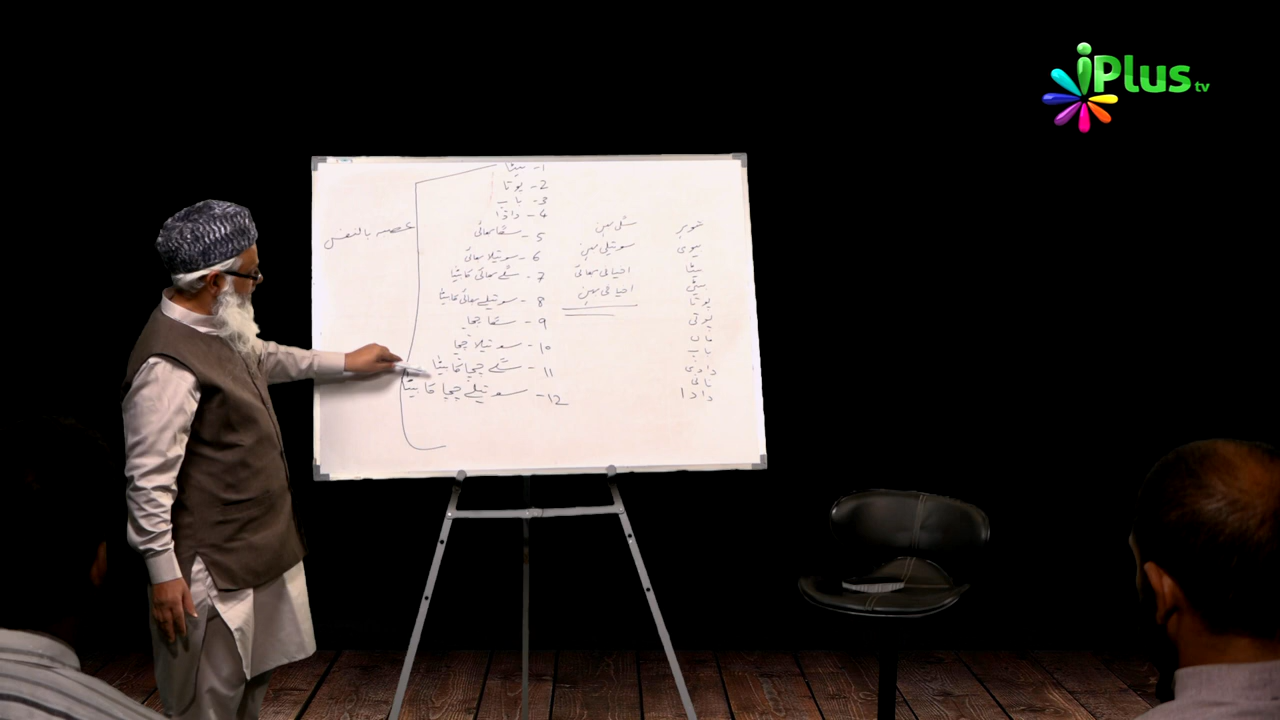 iPlus tv
شوہر
بیوی
بیٹا
بیٹی
پوتا
پوتی
ماں
باپ
دادی
نانی
دادا
سگی بہن
سوتیلی بہن
اخیافی بھائی
اخیافی بہن
1- بیٹا
2- پوتا
3- باپ
4- دادا
5- سگا بھائی
6- سوتیلا بھائی
7- سگے بھائی کا بیٹا
8- سوتیلے بھائی کا بیٹا
9- سگا چچا
10- سوتیلا چچا
11- سگے چچا کا بیٹا
12- سوتیلے چچا کا بیٹا
عصبہ بالنفس